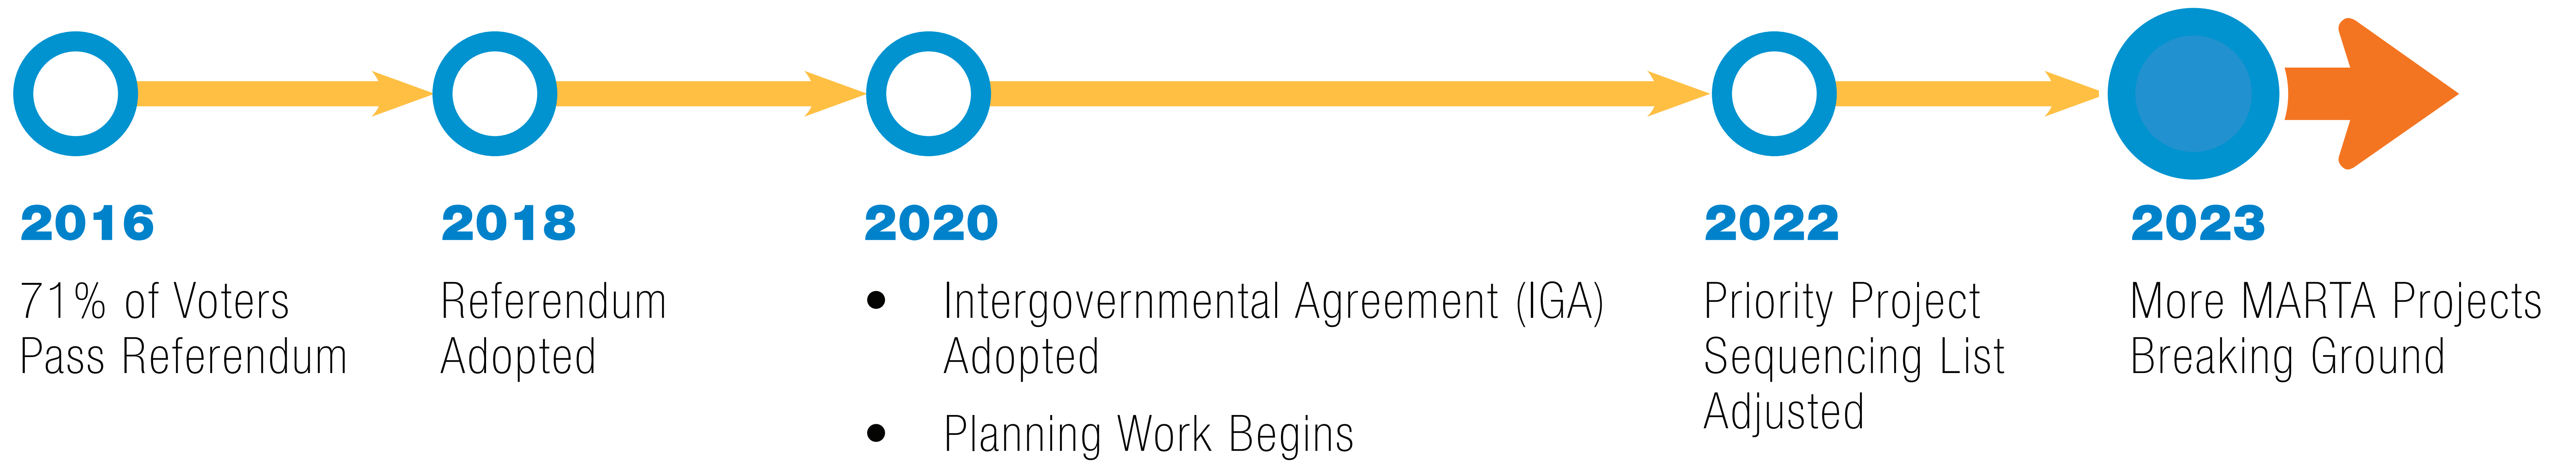 2016
71% of Voters
Pass Referendum
2018
Referendum
Adopted
2020
• Intergovernmental Agreement (IGA)
Adopted
• Planning Work Begins
2022
Priority Project
Sequencing List
Adjusted
2023
More MARTA Projects
Breaking Ground